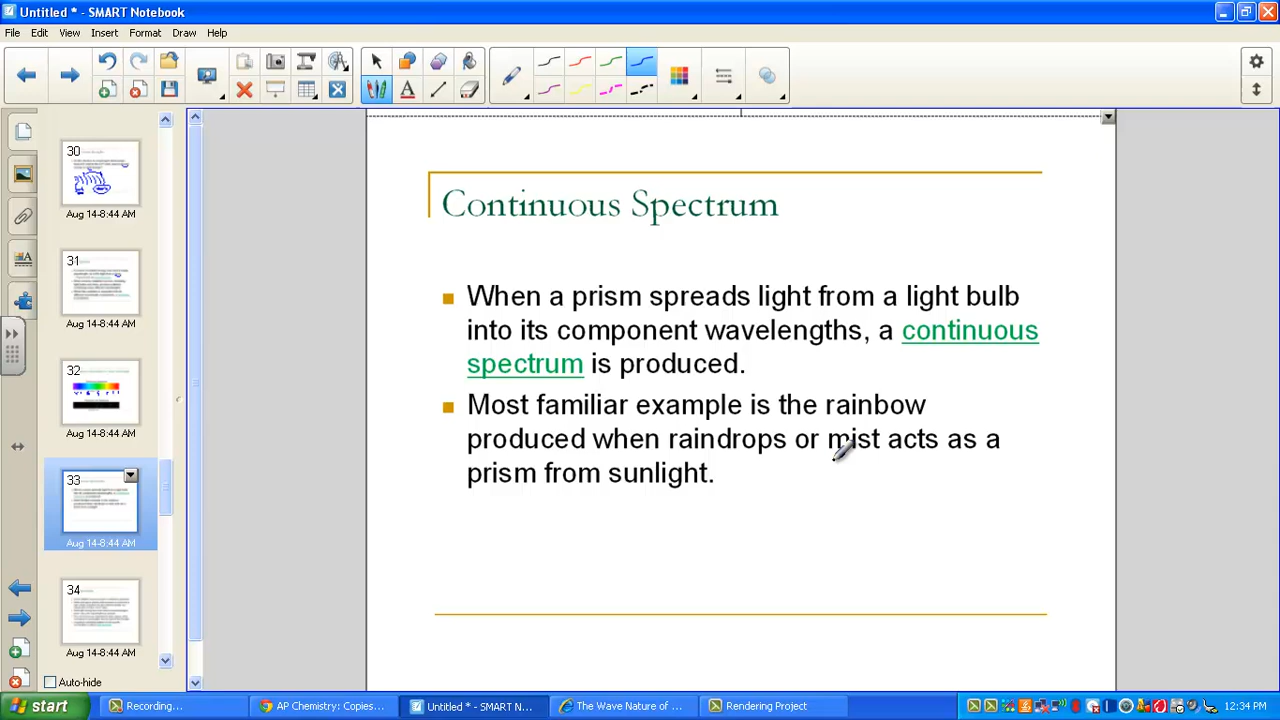 Untitled * - SMART Notebook
File Edit View Insert Format Draw Help
30
Aug 14-8:44 AM
31
Aug 14-8:44 AM
32
Aug 14-8:44 AM
33
Aug 14-8:44 AM
34
Aug 14-8:44 AM
Auto-hide
Continuous Spectrum
When a prism spreads light from a light bulb
into its component wavelengths, a continuous
spectrum is produced.
Most familiar example is the rainbow
produced when raindrops or mist acts as a
prism from sunlight.
start Recording... AP Chemistry: Copies... Untitled * - SMART N... The Wave Nature of ... Rendering Project 12:34 PM